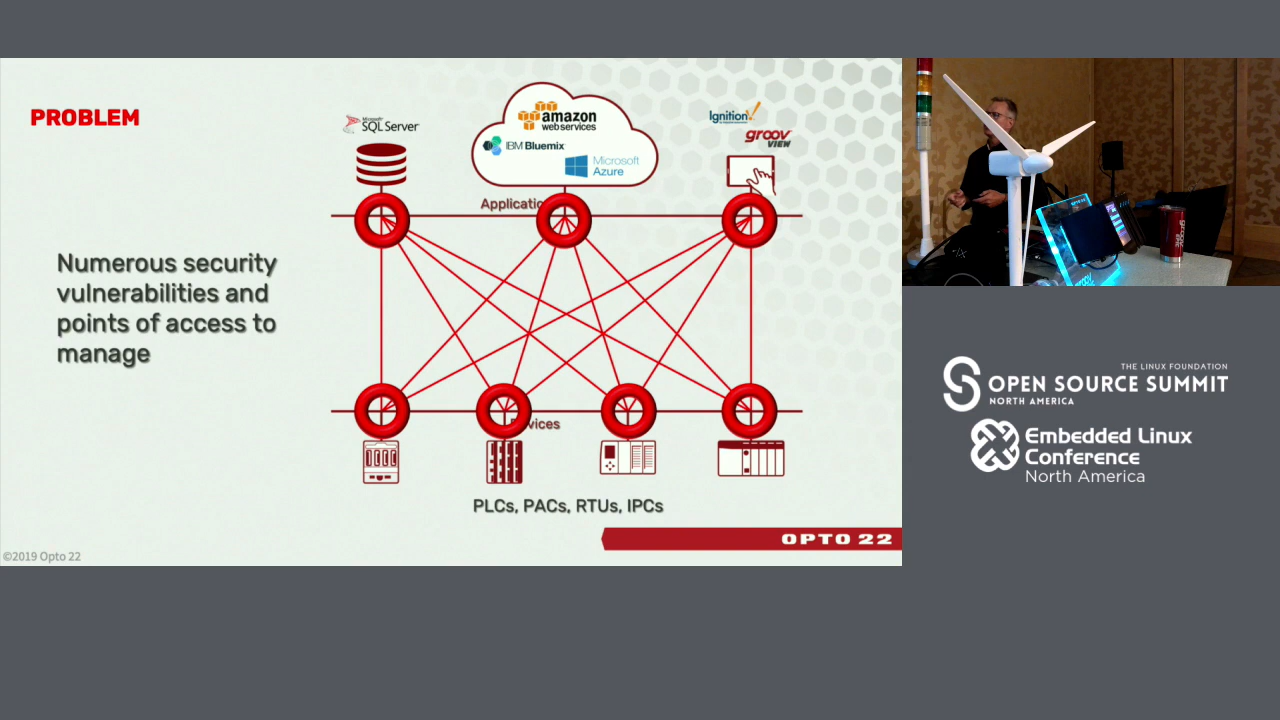 PROBLEM
Microsoft
SQL Server
amazon
web services
IBM Bluemix
Microsoft
Azure
Ignition!
groov
VIEW
Applicatio
Numerous security
vulnerabilities and
points of access to
manage
vices
PLCs, PACs, RTUs, IPCs
OPTO 22
©2019 Opto 22
THE LINUX FOUNDATION
OPEN SOURCE SUMMIT
NORTH AMERICA
Embedded Linux
Conference
North America